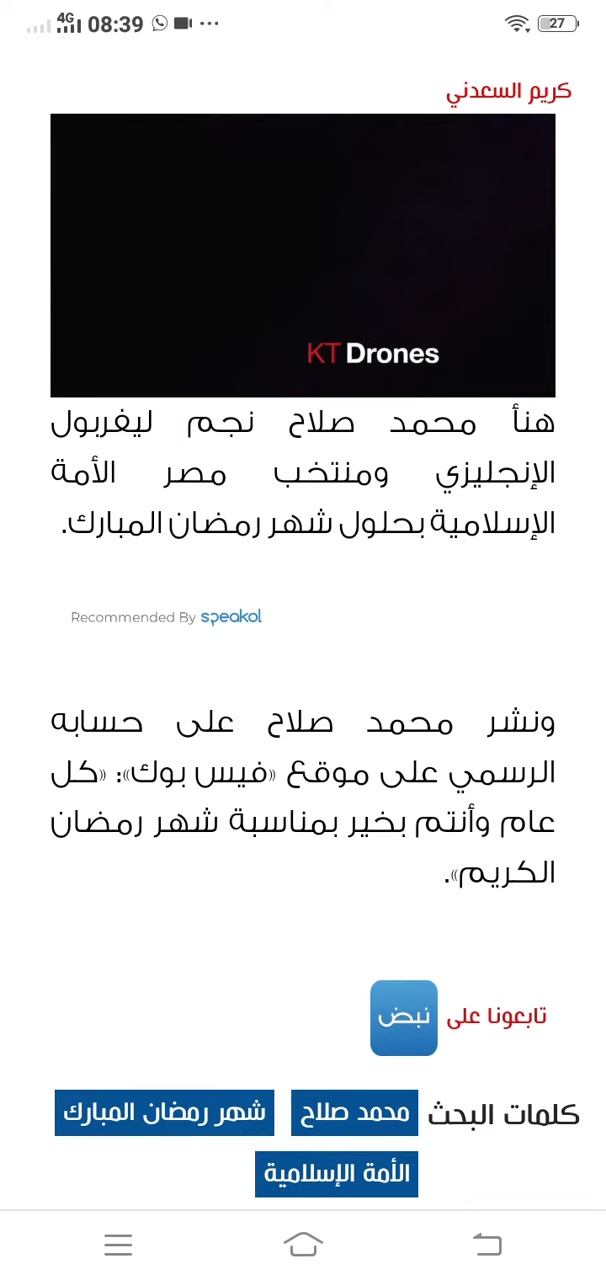 4G 08:39 27
كريم السعدني
KT Drones
هنأ محمد صلاح نجم ليفربول
الإنجليزي ومنتخب مصر الأمة
الإسلامية بحلول شهر رمضان المبارك.
Recommended By speakol
ونشر محمد صلاح على حسابه
الرسمي على موقع «فيس بوك»: «كل
عام وأنتم بخير بمناسبة شهر رمضان
الكريم».
تابعونا على نبض
كلمات البحث محمد صلاح شهر رمضان المبارك
الأمة الإسلامية